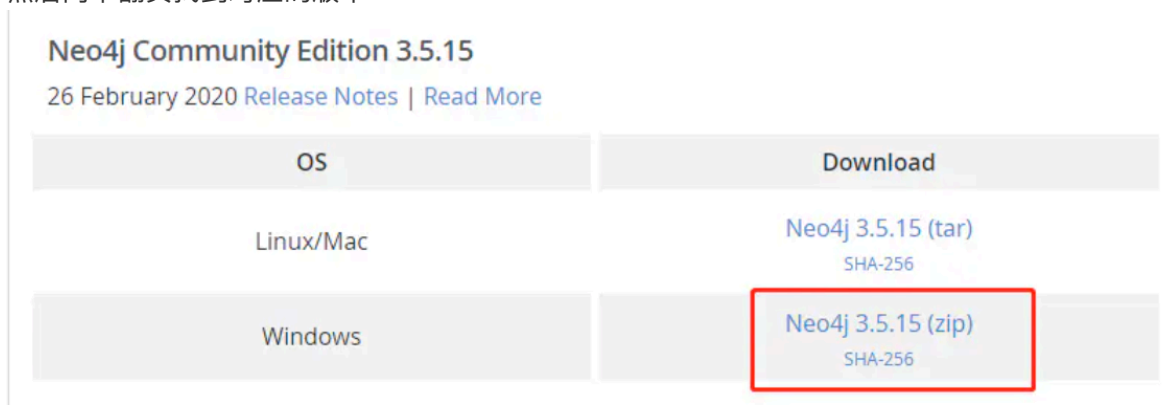 Neo4j Community Edition 3.5.15
26 February 2020 Release Notes | Read More
OS Download
Linux/Mac Neo4j 3.5.15 (tar)
SHA-256
Windows Neo4j 3.5.15 (zip)
SHA-256